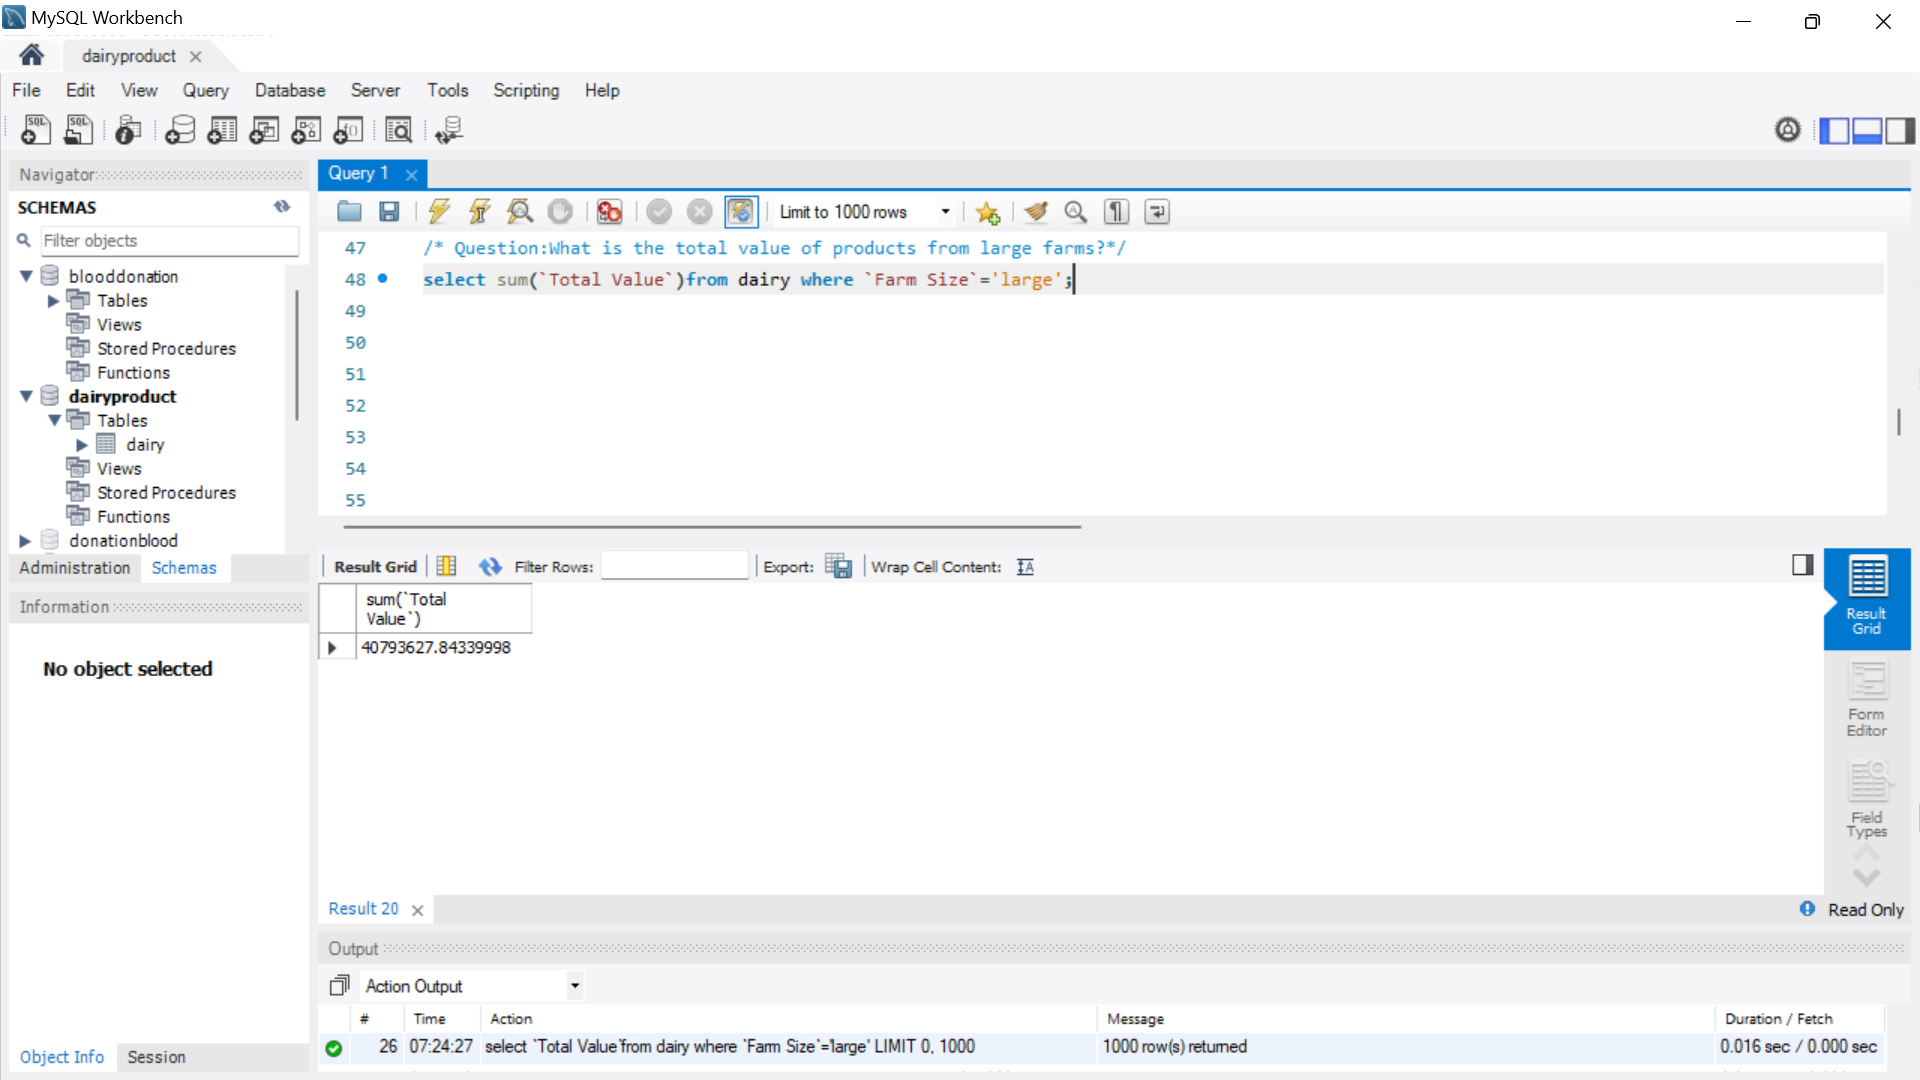 MySQL Workbench
dairyproduct
File Edit View Query Database Server Tools Scripting Help
Navigator
SCHEMAS
Filter objects
blooddonation
Tables
Views
Stored Procedures
Functions
dairyproduct
Tables
dairy
Views
Stored Procedures
Functions
donationblood
Administration Schemas
Information
No object selected
Object Info Session
Query 1
Limit to 1000 rows
47 /* Question:What is the total value of products from large farms?*/
48 select sum(`Total Value`)from dairy where `Farm Size`='large';
49
50
51
52
53
54
55
Result Grid Filter Rows: Export: Wrap Cell Content:
sum(`Total
Value`)
40793627.84339998
Result
Grid
Form
Editor
Field
Types
Result 20
Read Only
Output
Action Output
# Time Action Message Duration / Fetch
26 07:24:27 select `Total Value`from dairy where `Farm Size`='large' LIMIT 0, 1000 1000 row(s) returned 0.016 sec / 0.000 sec